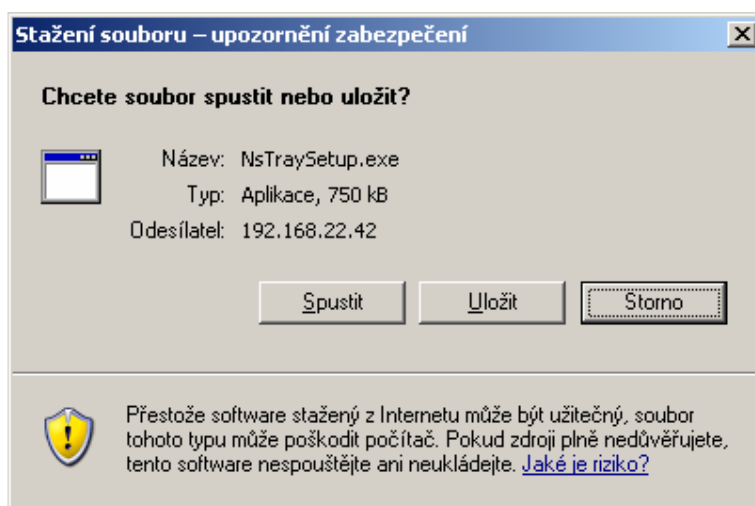 Stažení souboru – upozornění zabezpečení
Chcete soubor spustit nebo uložit?
Název: NsTraySetup.exe
Typ: Aplikace, 750 kB
Odesílatel: 192.168.22.42
Spustit Uložit Storno
Přestože software stažený z Internetu může být užitečný, soubor
tohoto typu může poškodit počítač. Pokud zdroji plně nedůvěřujete,
tento software nespouštějte ani neukládejte. Jaké je riziko?